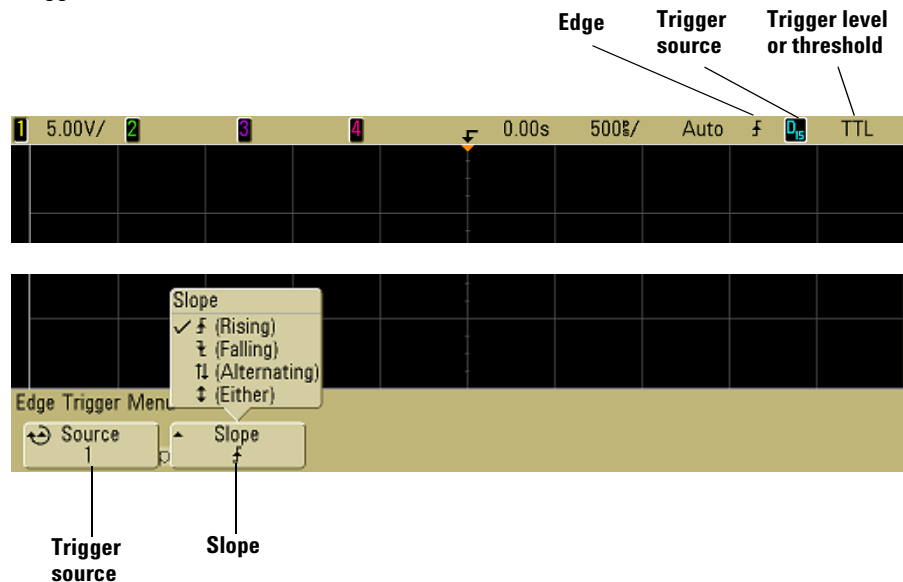 Edge
Trigger source
Trigger level or threshold
1 5.00V/ 2 3 4 0.00s 500 Auto D15 TTL
Slope
(Rising)
(Falling)
(Alternating)
(Either)
Edge Trigger Menu
Source
1
Slope
Trigger source
Slope